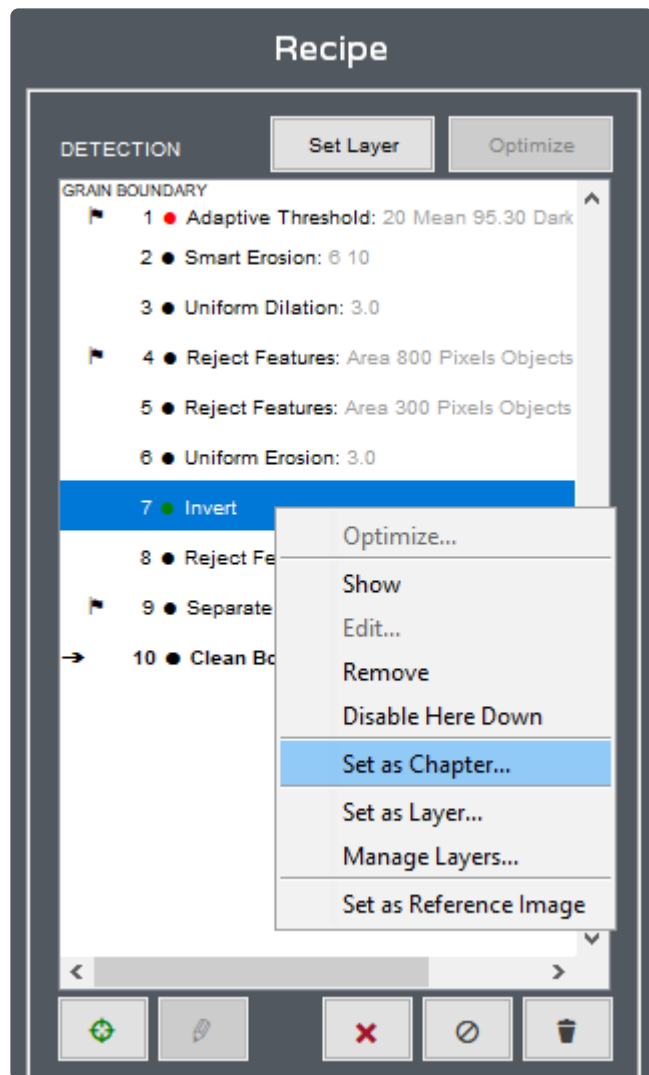 Recipe
DETECTION
Set Layer
Optimize
GRAIN BOUNDARY
1 Adaptive Threshold: 20 Mean 95.30 Dark
2 Smart Erosion: 6 10
3 Uniform Dilation: 3.0
4 Reject Features: Area 800 Pixels Objects
5 Reject Features: Area 300 Pixels Objects
6 Uniform Erosion: 3.0
7 Invert
8 Reject Fe
9 Separate
10 Clean Bo
Optimize...
Show
Edit...
Remove
Disable Here Down
Set as Chapter...
Set as Layer...
Manage Layers...
Set as Reference Image